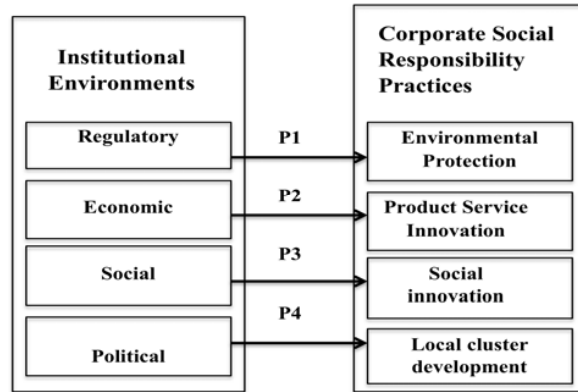 Institutional
Environments
Regulatory
Economic
Social
Political
P1
P2
P3
P4
Corporate Social
Responsibility
Practices
Environmental
Protection
Product Service
Innovation
Social
innovation
Local cluster
development